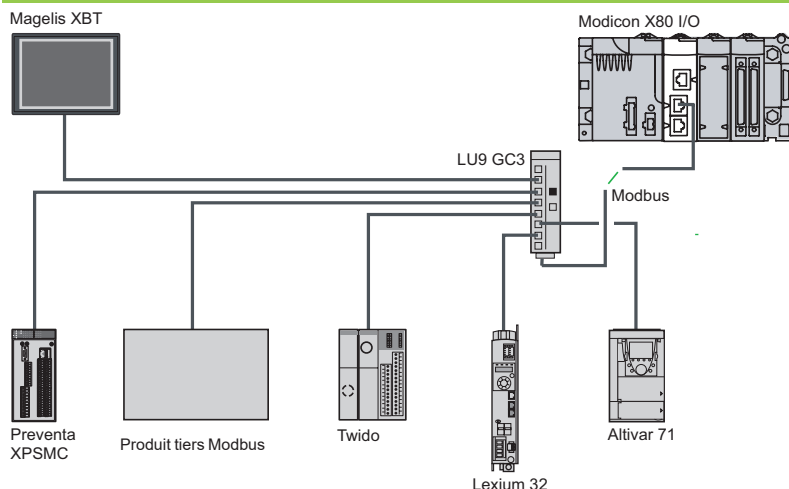 Magelis XBT
Modicon X80 I/O
LU9 GC3
Modbus
Preventa
XPSMC
Produit tiers Modbus
Twido
Lexium 32
Altivar 71